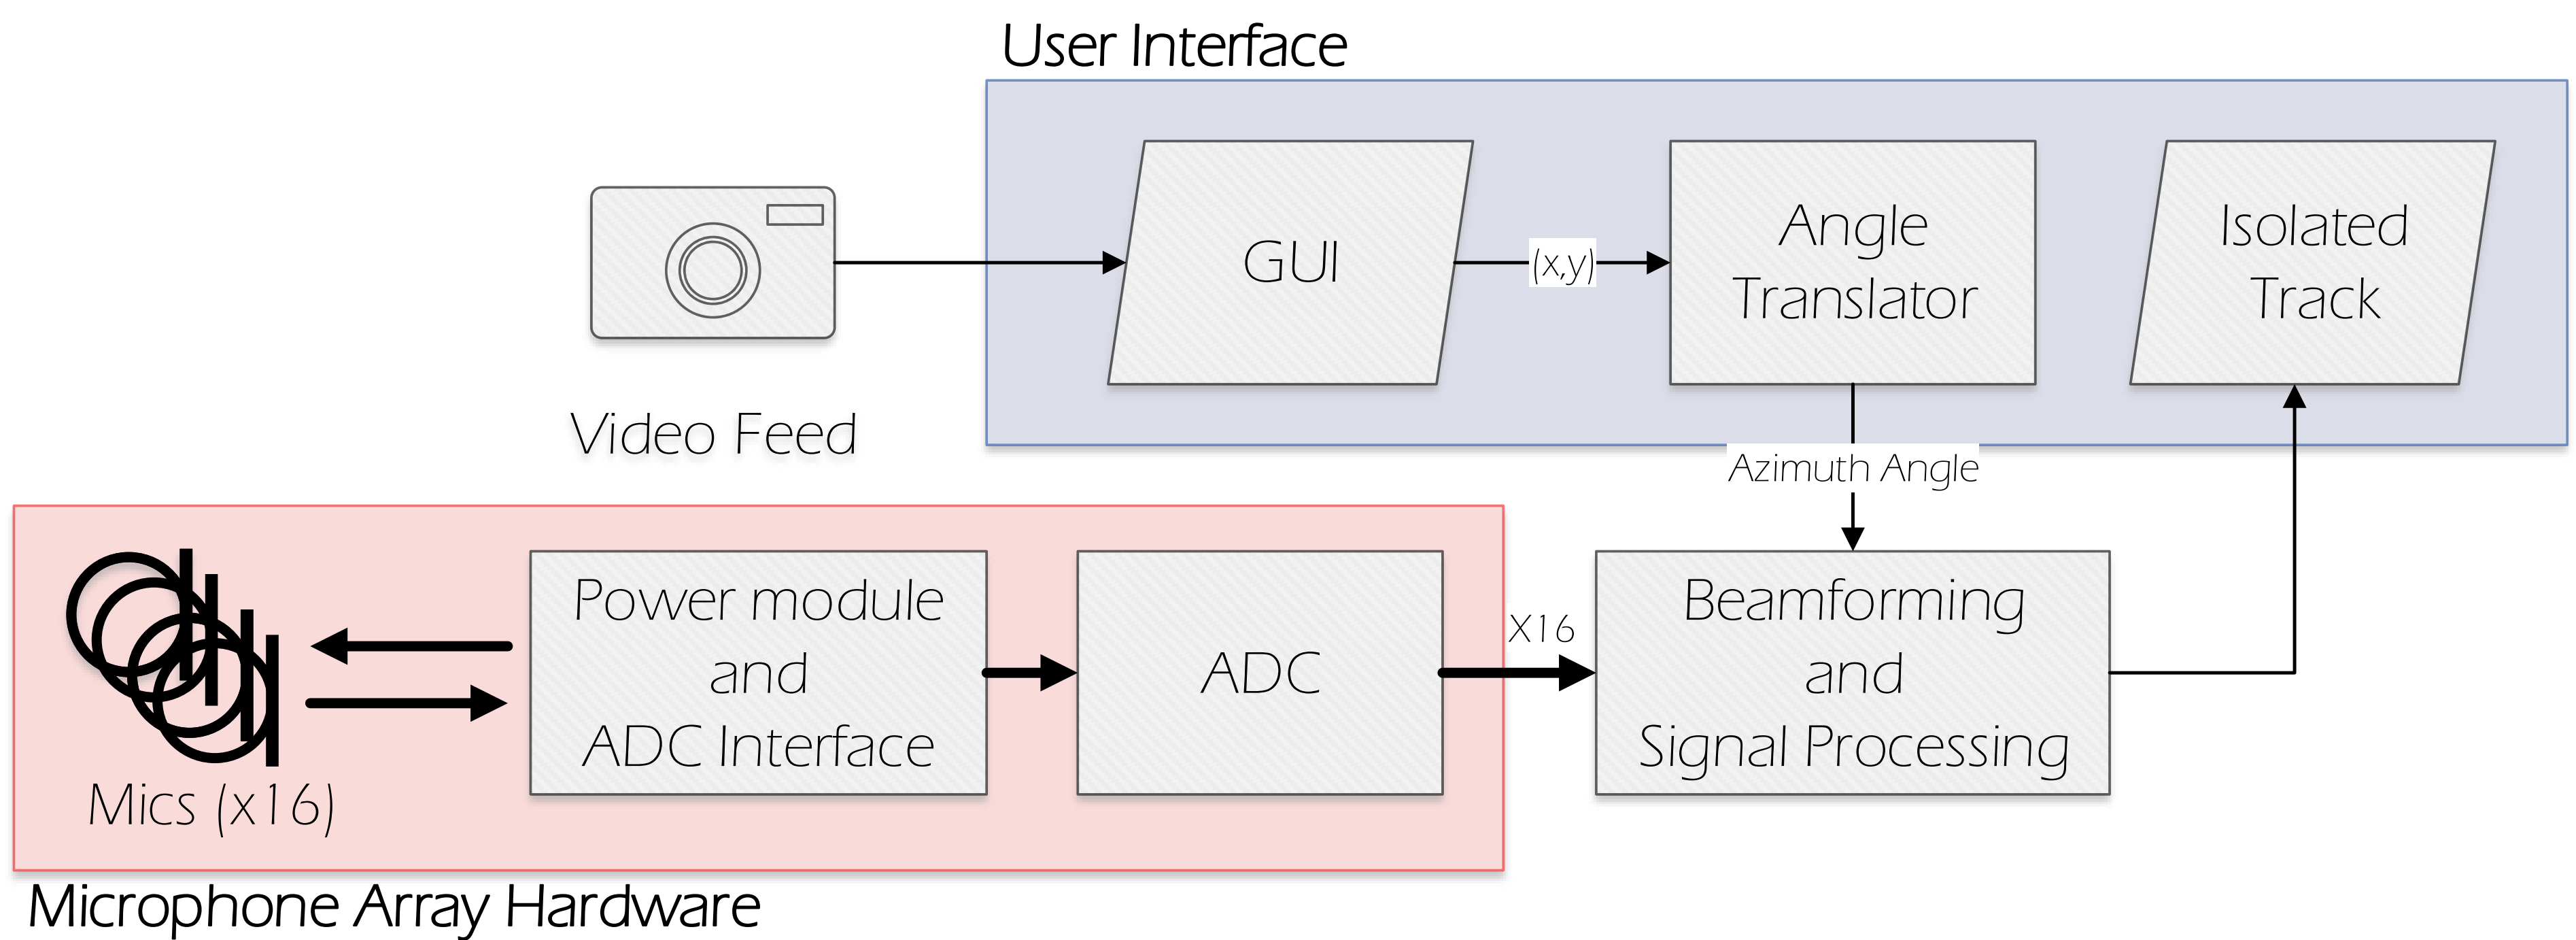 User Interface
GUI
(x,y)
Angle
Translator
Isolated
Track
Video Feed
Azimuth Angle
Mics (x16)
Power module
and
ADC Interface
ADC
X16
Beamforming
and
Signal Processing
Microphone Array Hardware